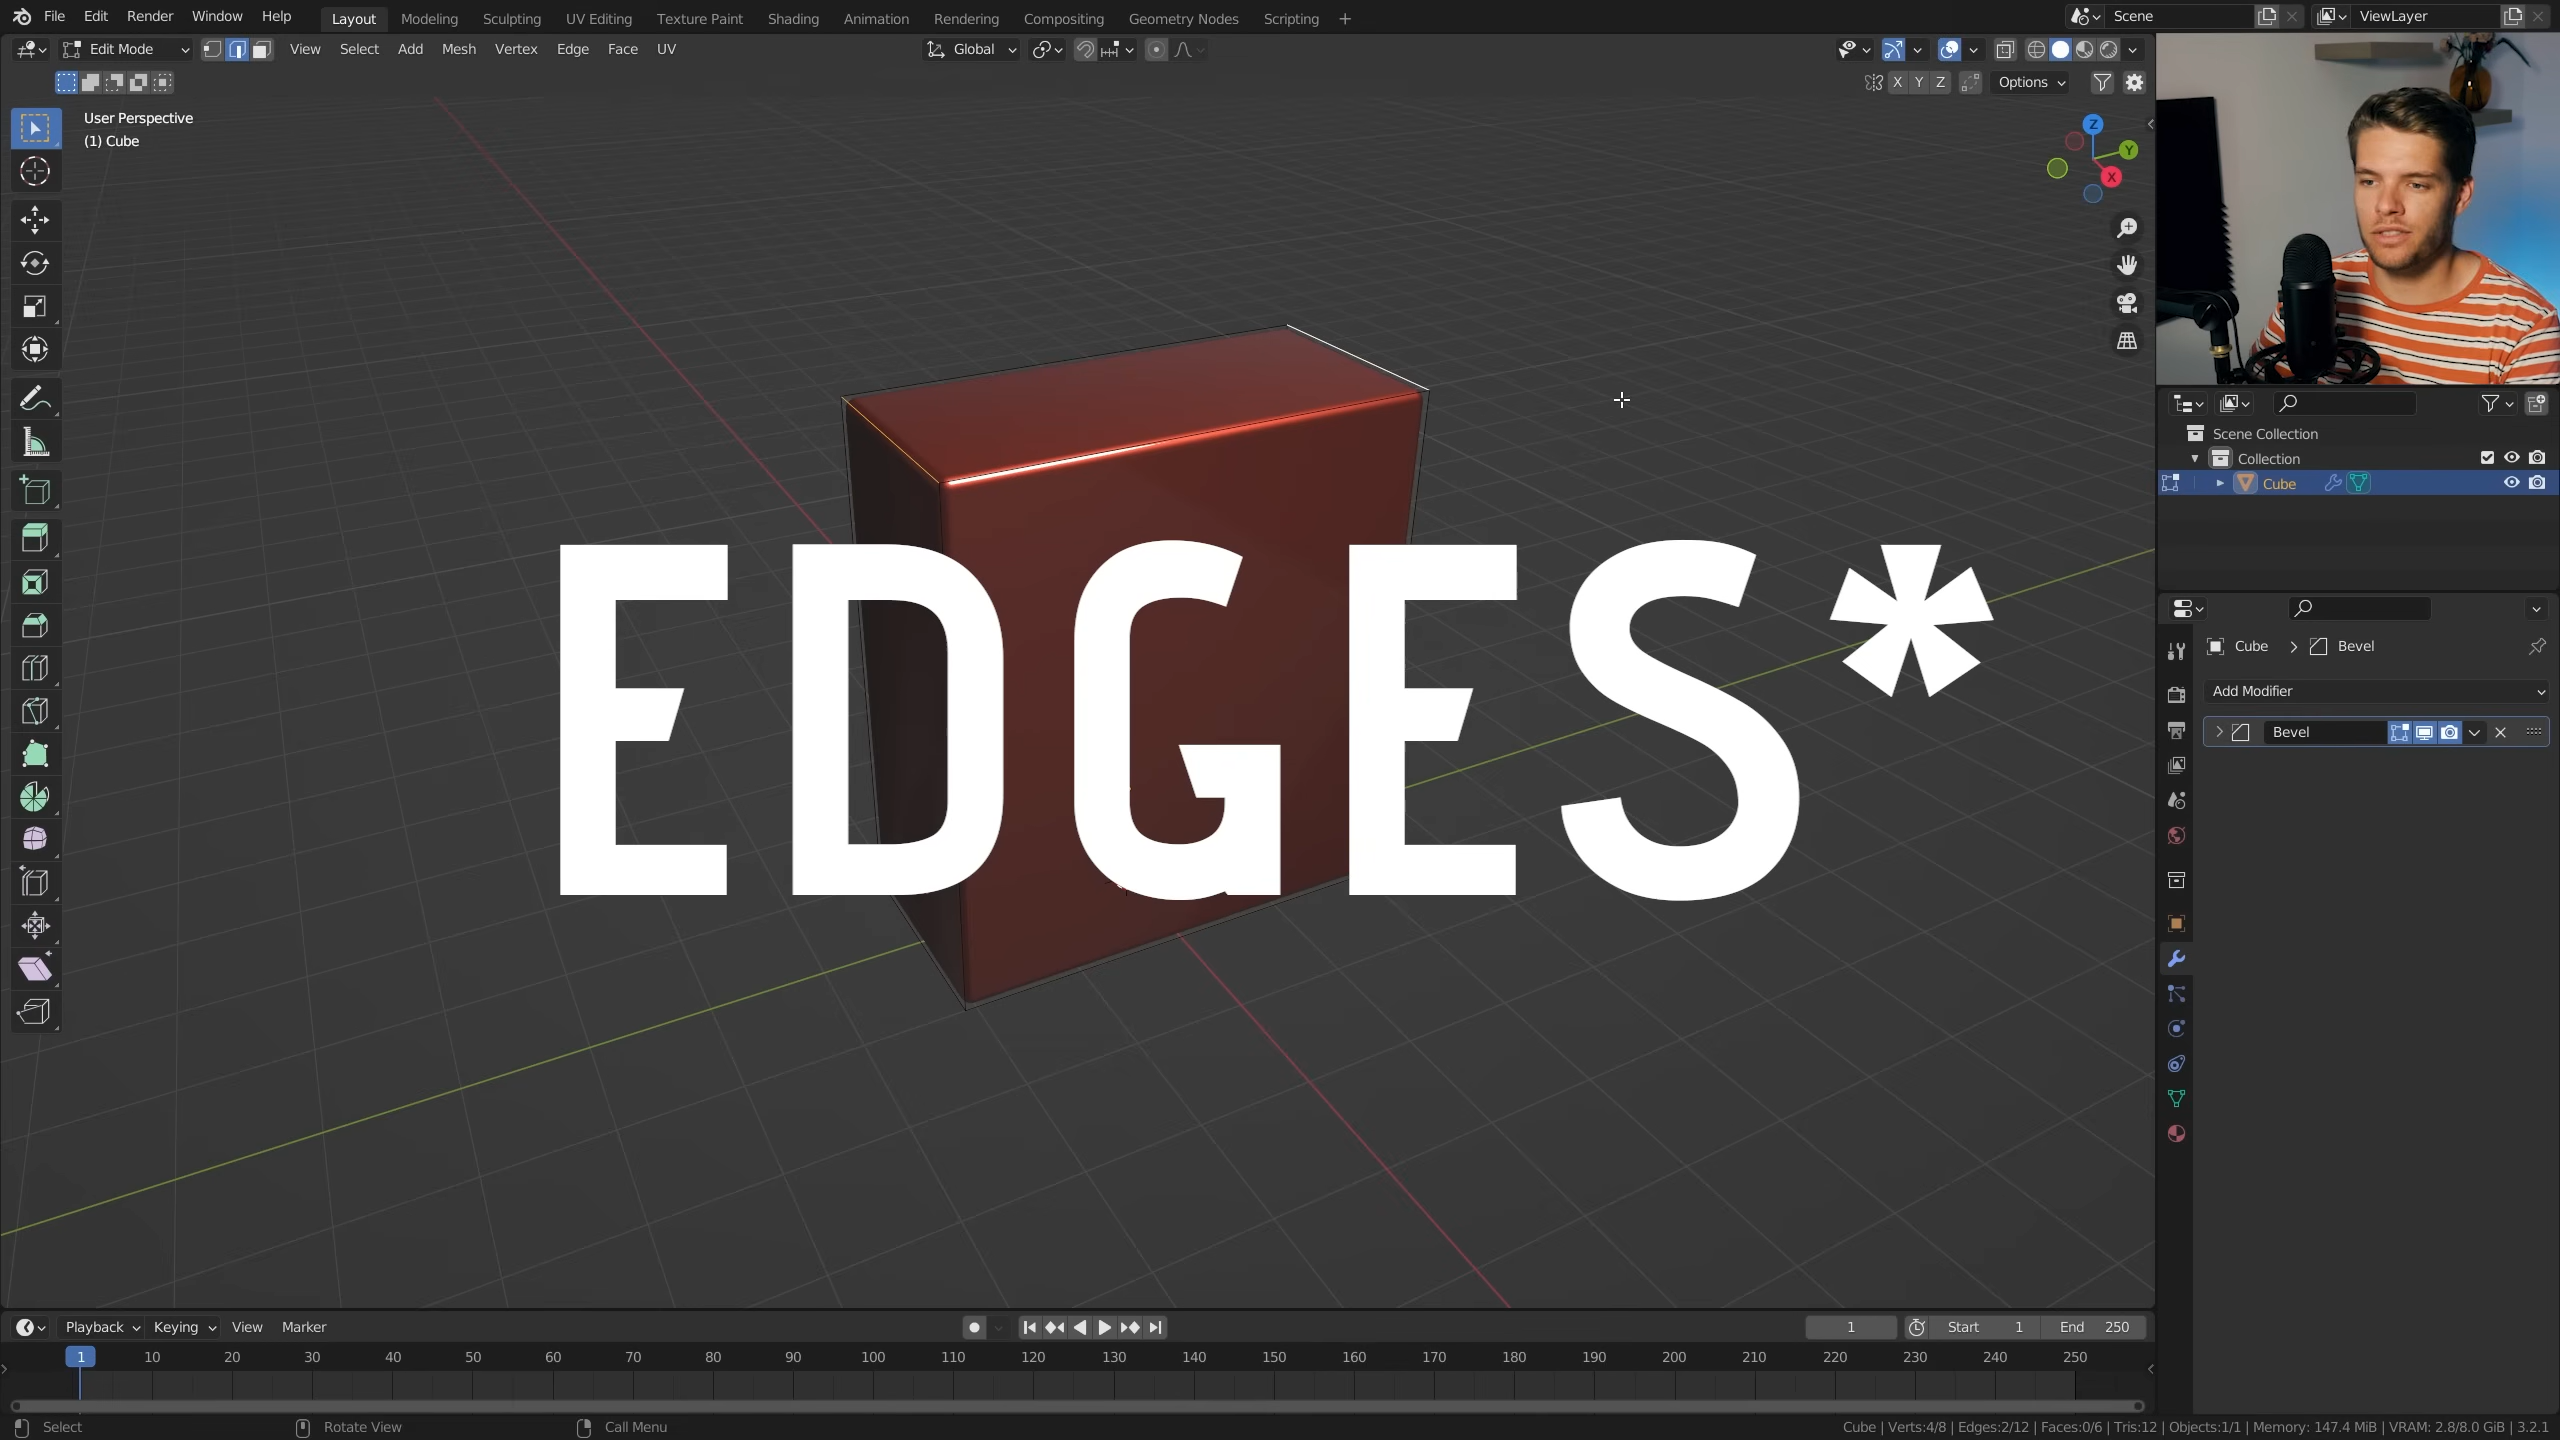 File Edit Render Window Help Layout Modeling Sculpting UV Editing Texture Paint Shading Animation Rendering Compositing Geometry Nodes Scripting + Scene ViewLayer
Edit Mode View Select Add Mesh Vertex Edge Face UV Global
X Y Z Options
User Perspective
(1) Cube
Z
Y
X
Scene Collection
Collection
Cube
EDGES*
Cube > Bevel
Add Modifier
Bevel
Playback Keying View Marker 1 Start 1 End 250
1 10 20 30 40 50 60 70 80 90 100 110 120 130 140 150 160 170 180 190 200 210 220 230 240 250
Select Rotate View Call Menu Cube | Verts:4/8 | Edges:2/12 | Faces:0/6 | Tris:12 | Objects:1/1 | Memory: 147.4 MiB | VRAM: 2.8/8.0 GiB | 3.2.1